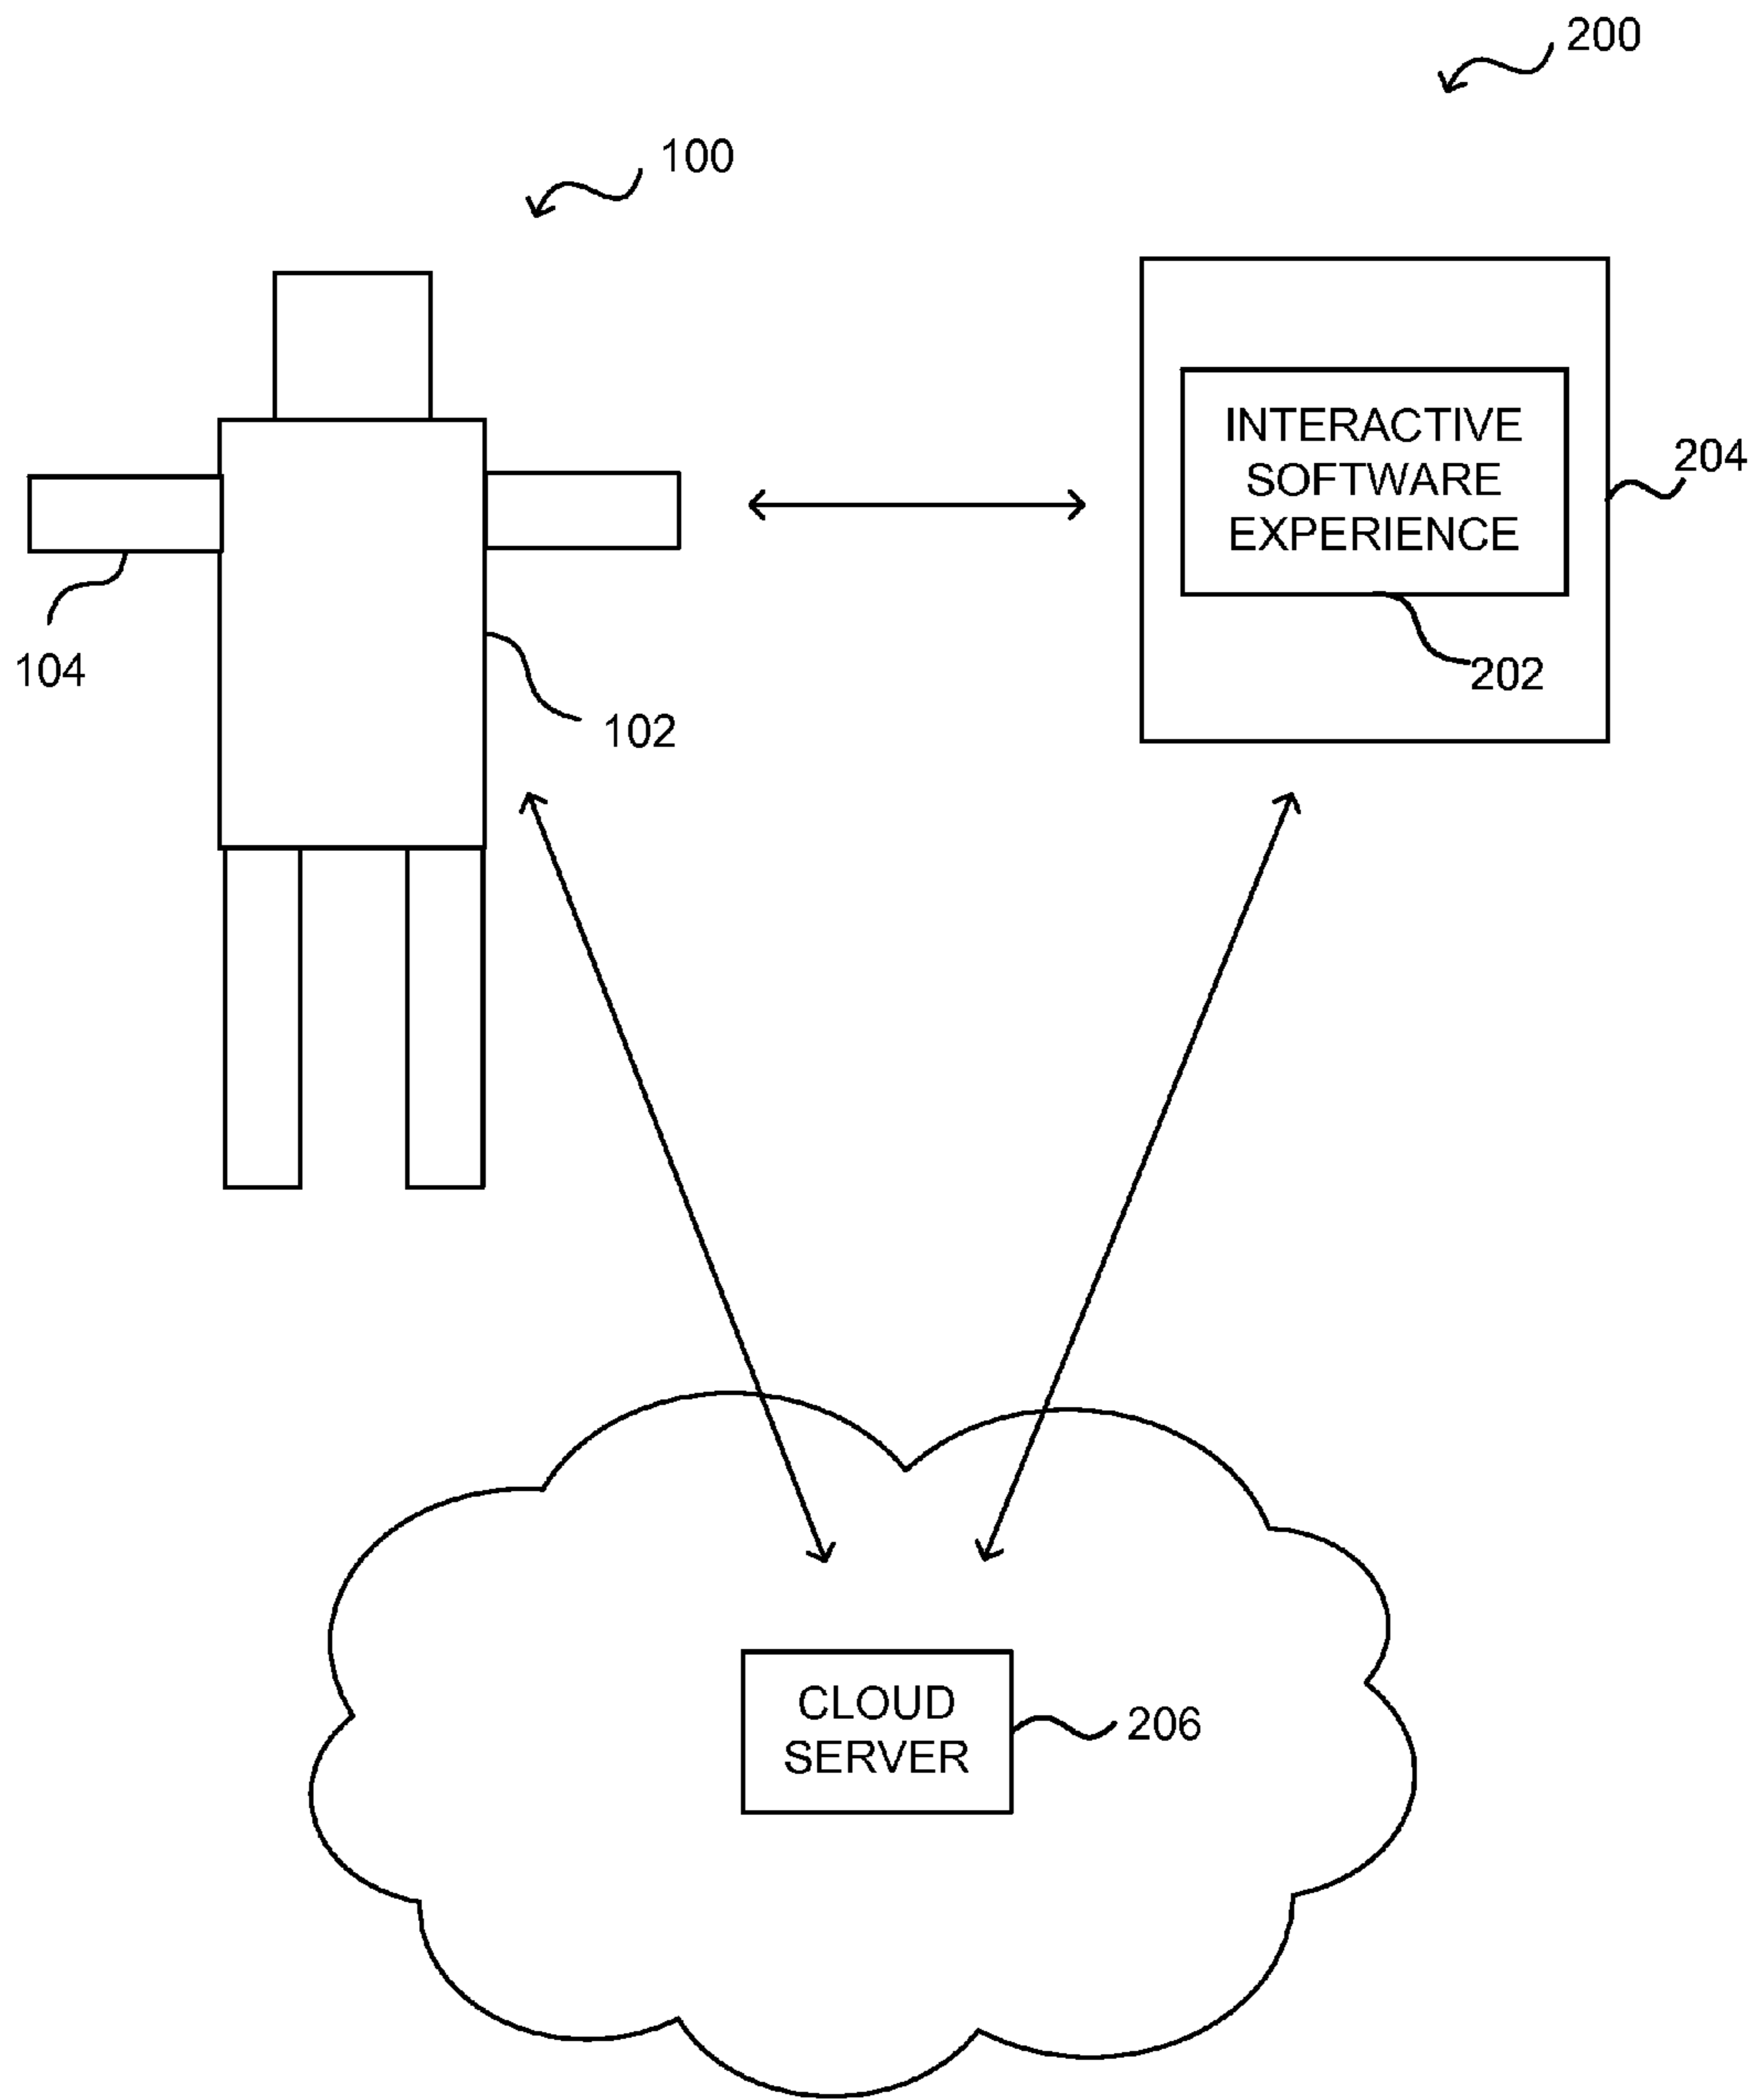 200
100
INTERACTIVE
SOFTWARE
EXPERIENCE
204
104
202
102
CLOUD
SERVER
206